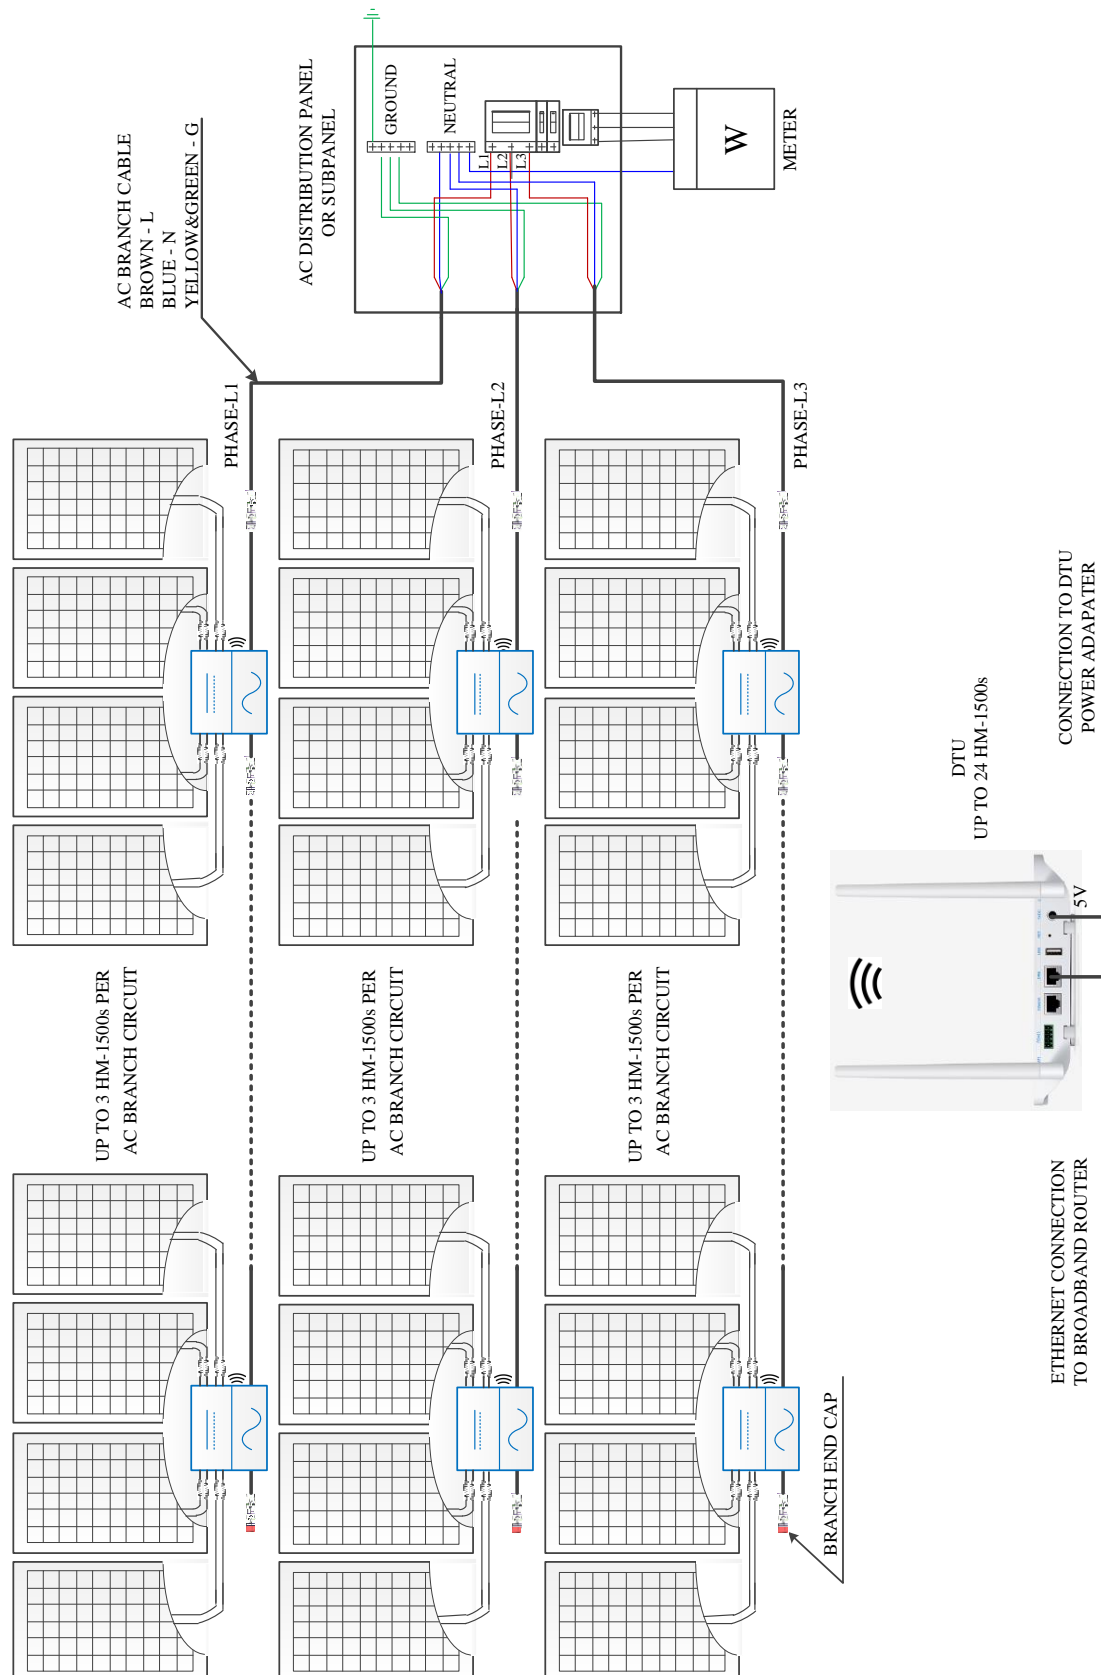 AC BRANCH CABLE
BROWN - L
BLUE - N
YELLOW&GREEN - G
AC DISTRIBUTION PANEL
OR SUBPANEL
GROUND
NEUTRAL
L1
L2
L3
W
METER
PHASE-L1
PHASE-L2
PHASE-L3
UP TO 3 HM-1500s PER
AC BRANCH CIRCUIT
UP TO 3 HM-1500s PER
AC BRANCH CIRCUIT
UP TO 3 HM-1500s PER
AC BRANCH CIRCUIT
BRANCH END CAP
DTU
UP TO 24 HM-1500s
CONNECTION TO DTU
POWER ADAPATER
5V
ETHERNET CONNECTION
TO BROADBAND ROUTER